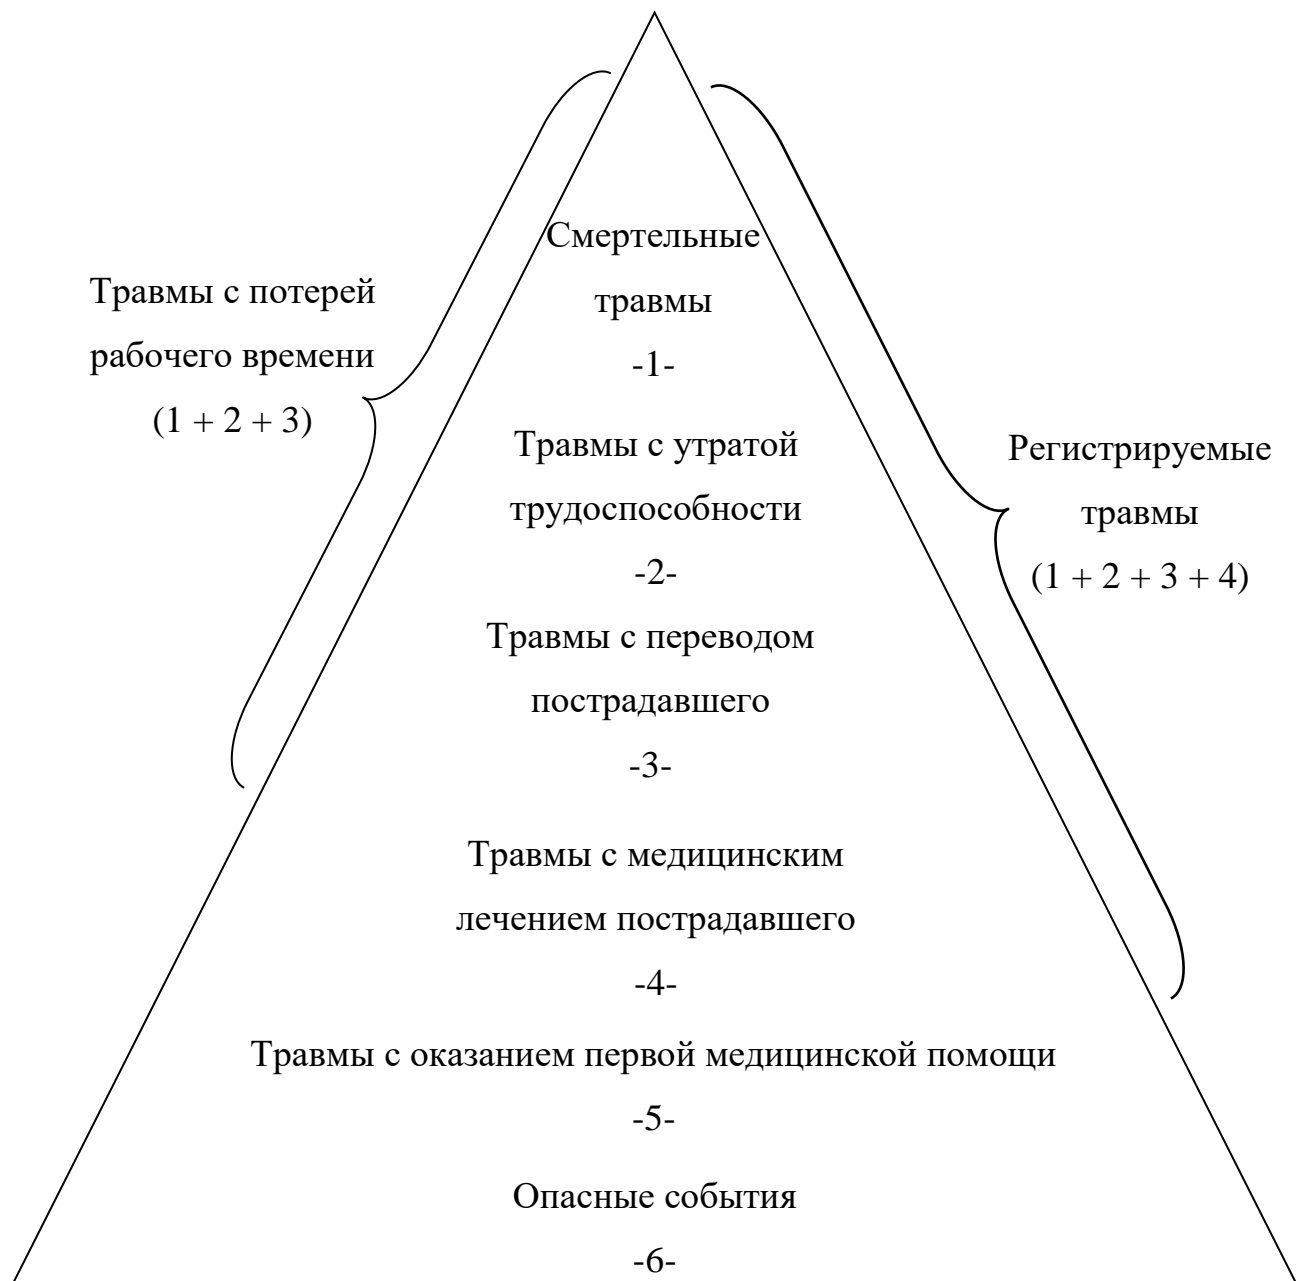 Травмы с потерей
рабочего времени
(1 + 2 + 3)
Смертельные
травмы
-1-
Травмы с утратой
трудоспособности
-2-
Травмы с переводом
пострадавшего
-3-
Травмы с медицинским
лечением пострадавшего
-4-
Травмы с оказанием первой медицинской помощи
-5-
Опасные события
-6-
Регистрируемые
травмы
(1 + 2 + 3 + 4)